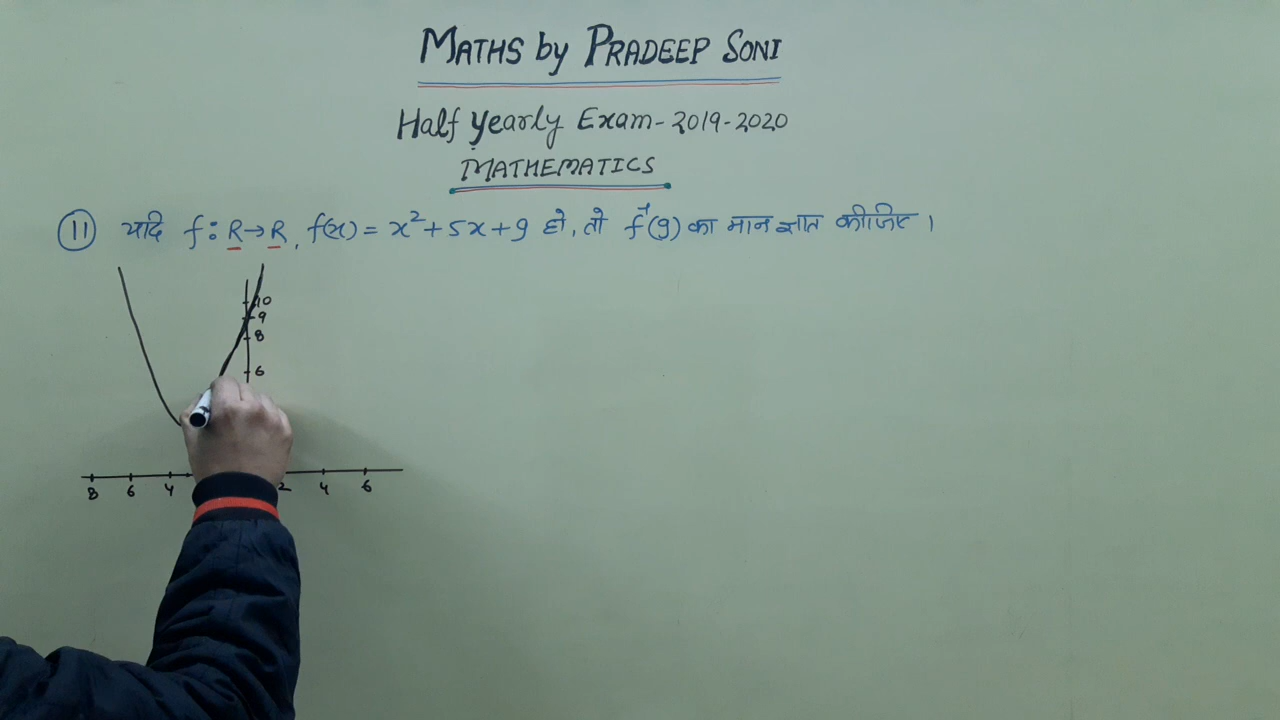 MATHS by PRADEEP SONI
Half Yearly Exam-2019-2020
MATHEMATICS
11 यदि f:R→R, f(x)=x²+5x+9 हो, तो f⁻¹(9) का मान ज्ञात कीजिए।
10
9
8
6
8 6 4 2 4 6